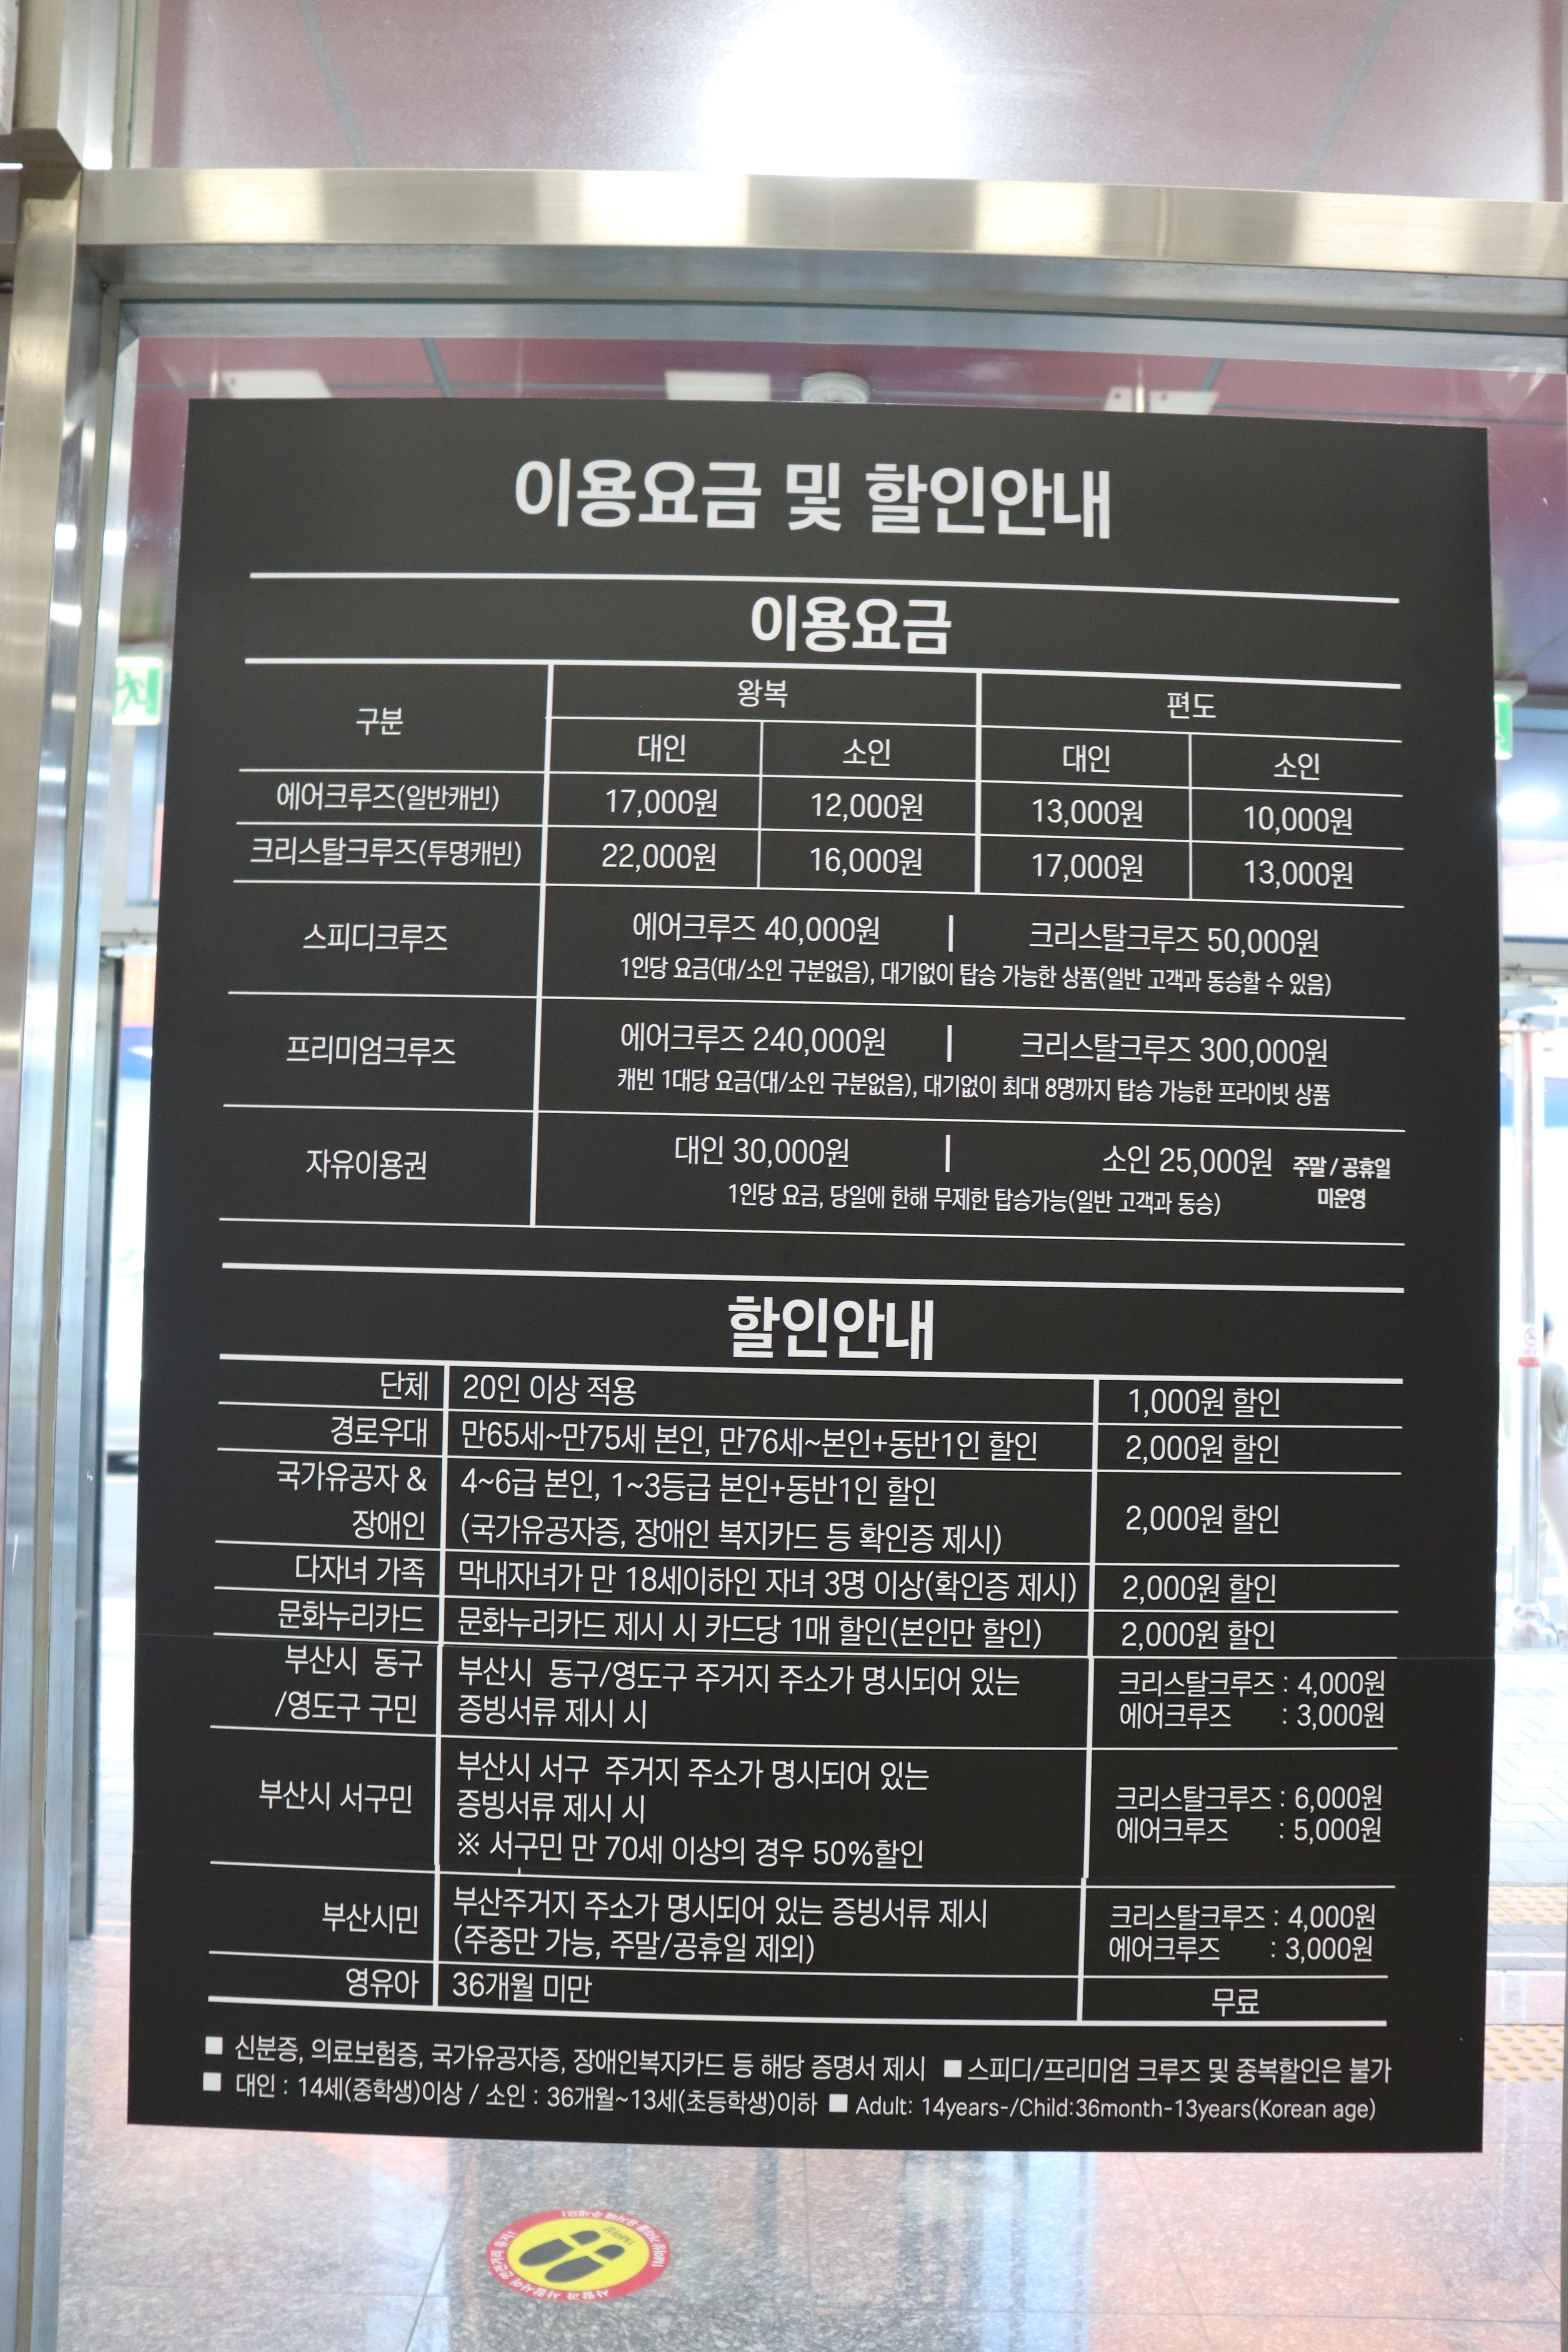 이용요금 및 할인안내
이용요금
구분 왕복 편도
대인 소인 대인 소인
에어크루즈(일반캐빈) 17,000원 12,000원 13,000원 10,000원
크리스탈크루즈(투명캐빈) 22,000원 16,000원 17,000원 13,000원
스피디크루즈 에어크루즈 40,000원 | 크리스탈크루즈 50,000원
1인당 요금(대/소인 구분없음), 대기없이 탑승 가능한 상품(일반 고객과 동승할 수 있음)
프리미엄크루즈 에어크루즈 240,000원 | 크리스탈크루즈 300,000원
캐빈 1대당 요금(대/소인 구분없음), 대기없이 최대 8명까지 탑승 가능한 프라이빗 상품
자유이용권 대인 30,000원 | 소인 25,000원 주말 / 공휴일
1인당 요금, 당일에 한해 무제한 탑승가능(일반 고객과 동승) 미운영
할인안내
단체 20인 이상 적용 1,000원 할인
경로우대 만65세~만75세 본인, 만76세~본인+동반1인 할인 2,000원 할인
국가유공자 & 4~6급 본인, 1~3등급 본인+동반1인 할인
장애인 (국가유공자증, 장애인 복지카드 등 확인증 제시) 2,000원 할인
다자녀 가족 막내자녀가 만 18세이하인 자녀 3명 이상(확인증 제시) 2,000원 할인
문화누리카드 문화누리카드 제시 시 카드당 1매 할인(본인만 할인) 2,000원 할인
부산시 동구 부산시 동구/영도구 주거지 주소가 명시되어 있는 크리스탈크루즈 : 4,000원
/영도구 구민 증빙서류 제시 시 에어크루즈 : 3,000원
부산시 서구 주거지 주소가 명시되어 있는
부산시 서구민 증빙서류 제시 시 크리스탈크루즈 : 6,000원
※ 서구민 만 70세 이상의 경우 50%할인 에어크루즈 : 5,000원
부산시민 부산주거지 주소가 명시되어 있는 증빙서류 제시 크리스탈크루즈 : 4,000원
(주중만 가능, 주말/공휴일 제외) 에어크루즈 : 3,000원
영유아 36개월 미만 무료
■ 신분증, 의료보험증, 국가유공자증, 장애인복지카드 등 해당 증명서 제시 ■ 스피디/프리미엄 크루즈 및 중복할인은 불가
■ 대인 : 14세(중학생)이상 / 소인 : 36개월~13세(초등학생)이하 ■ Adult: 14years-/Child:36month-13years(Korean age)